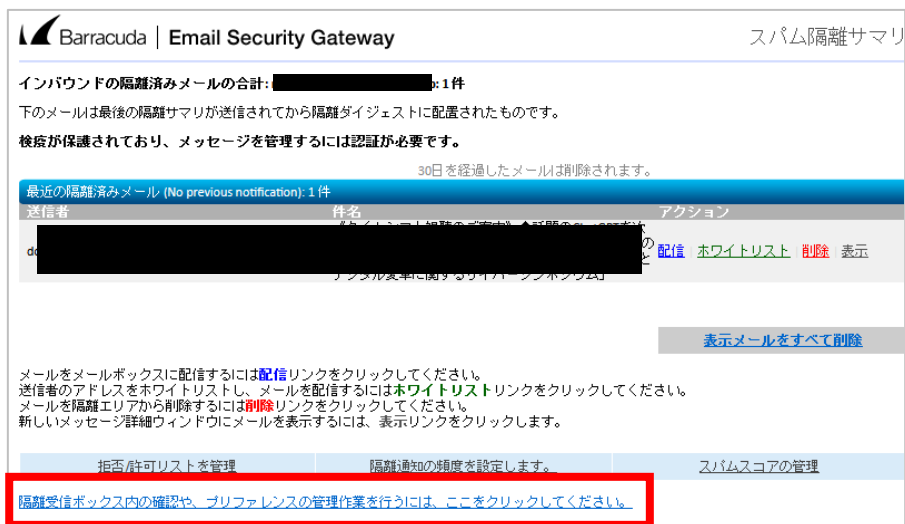 Barracuda | Email Security Gateway スパム隔離サマリ
インバウンドの隔離済みメールの合計: : 1件
下のメールは最後の隔離サマリが送信されてから隔離ダイジェストに配置されたものです。
検疫が保護されており、メッセージを管理するには認証が必要です。
30日を経過したメールは削除されます。
最近の隔離済みメール (No previous notification): 1件
送信者 件名 アクション
配信 | ホワイトリスト | 削除 | 表示
表示メールをすべて削除
メールをメールボックスに配信するには配信リンクをクリックしてください。
送信者のアドレスをホワイトリストし、メールを配信するにはホワイトリストリンクをクリックしてください。
メールを隔離エリアから削除するには削除リンクをクリックしてください。
新しいメッセージ詳細ウィンドウにメールを表示するには、表示リンクをクリックします。
拒否/許可リストを管理 隔離通知の頻度を設定します。 スパムスコアの管理
隔離受信ボックス内の確認や、プリファレンスの管理作業を行うには、ここをクリックしてください。